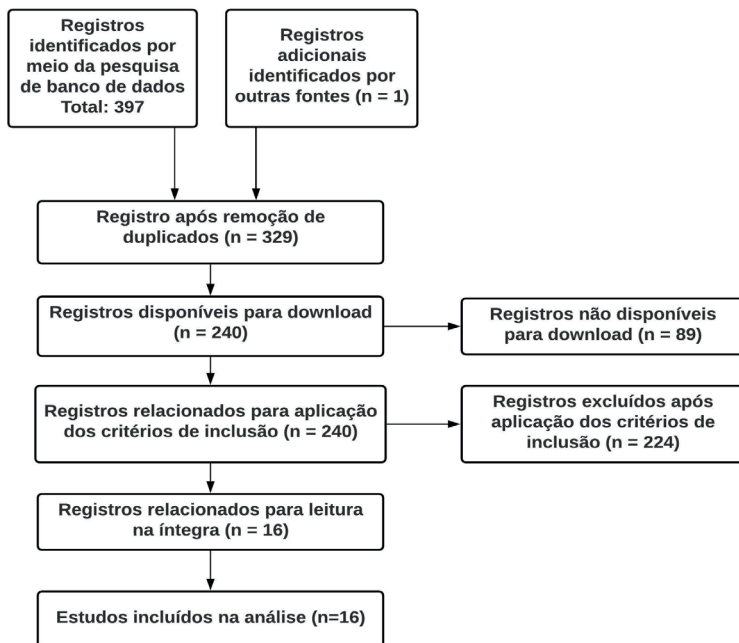 Registros
identificados por
meio da pesquisa
de banco de dados
Total: 397
Registros
adicionais
identificados por
outras fontes (n = 1)
Registro após remoção de
duplicados (n = 329)
Registros disponíveis para download
(n = 240)
Registros não disponíveis
para download (n = 89)
Registros relacionados para aplicação
dos critérios de inclusão (n = 240)
Registros excluídos após
aplicação dos critérios de
inclusão (n = 224)
Registros relacionados para leitura
na íntegra (n = 16)
Estudos incluídos na análise (n=16)